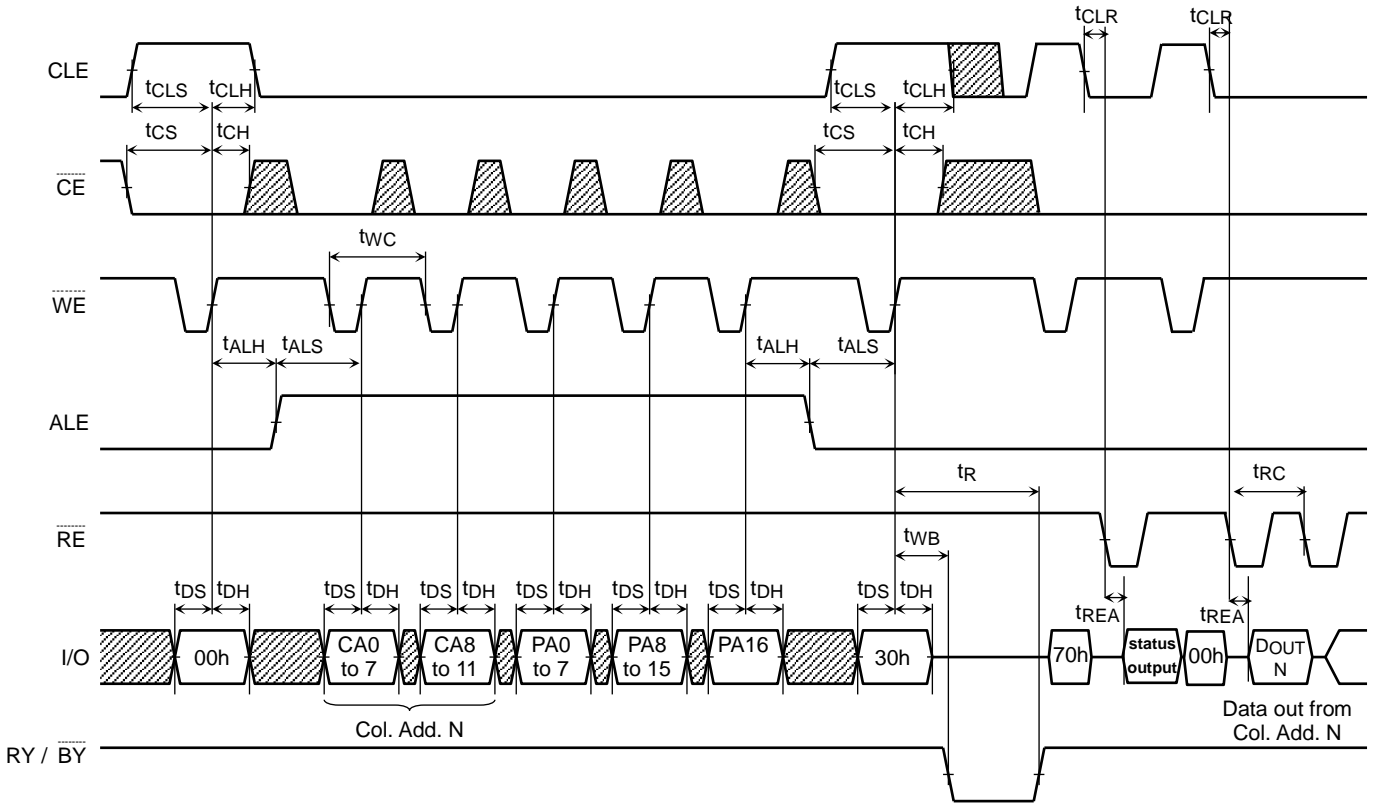 tCLR tCLR
CLE
tCLS tCLH tCLS tCLH
tCS tCH tCS tCH
CE
tWC
WE
tALH tALS tALH tALS
ALE
tR tRC
RE
tWB
tDS tDH tDS tDH tDS tDH tDS tDH tDS tDH tDS tDH tDS tDH
tREA tREA
I/O 00h CA0 to 7 CA8 to 11 PA0 to 7 PA8 to 15 PA16 30h 70h status output 00h DOUT N
Col. Add. N
Data out from
Col. Add. N
RY / BY